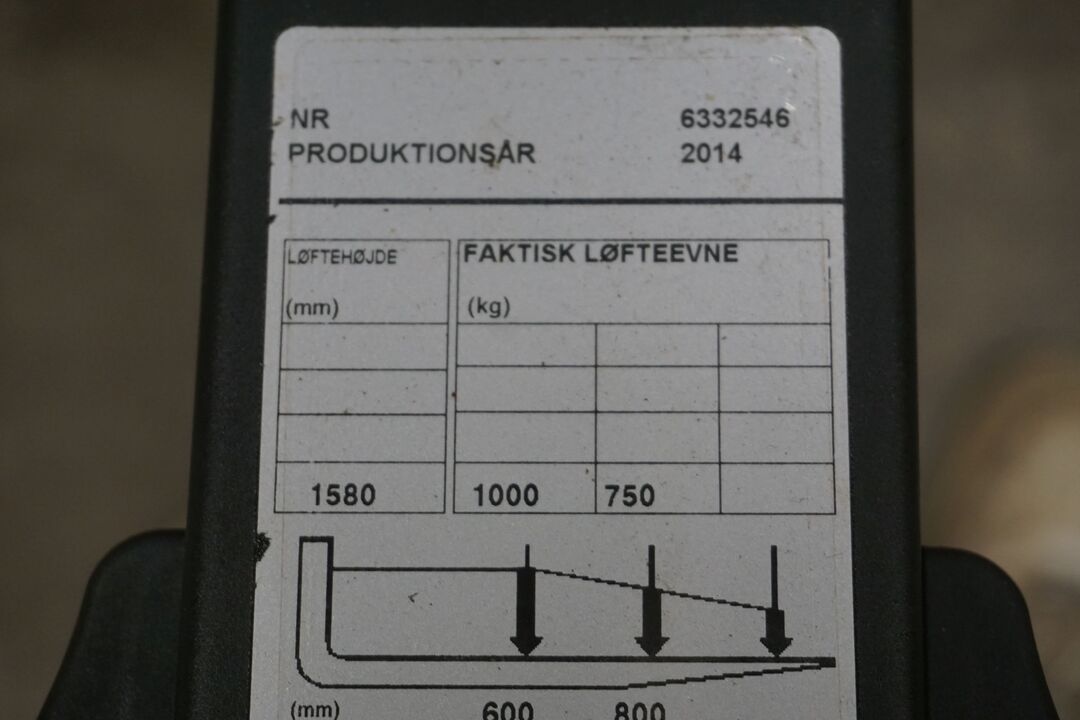 NR 6332546
PRODUKTIONSÅR 2014
LØFTEHØJDE FAKTISK LØFTEEVNE
(mm) (kg)
1580 1000 750
(mm) 600 800